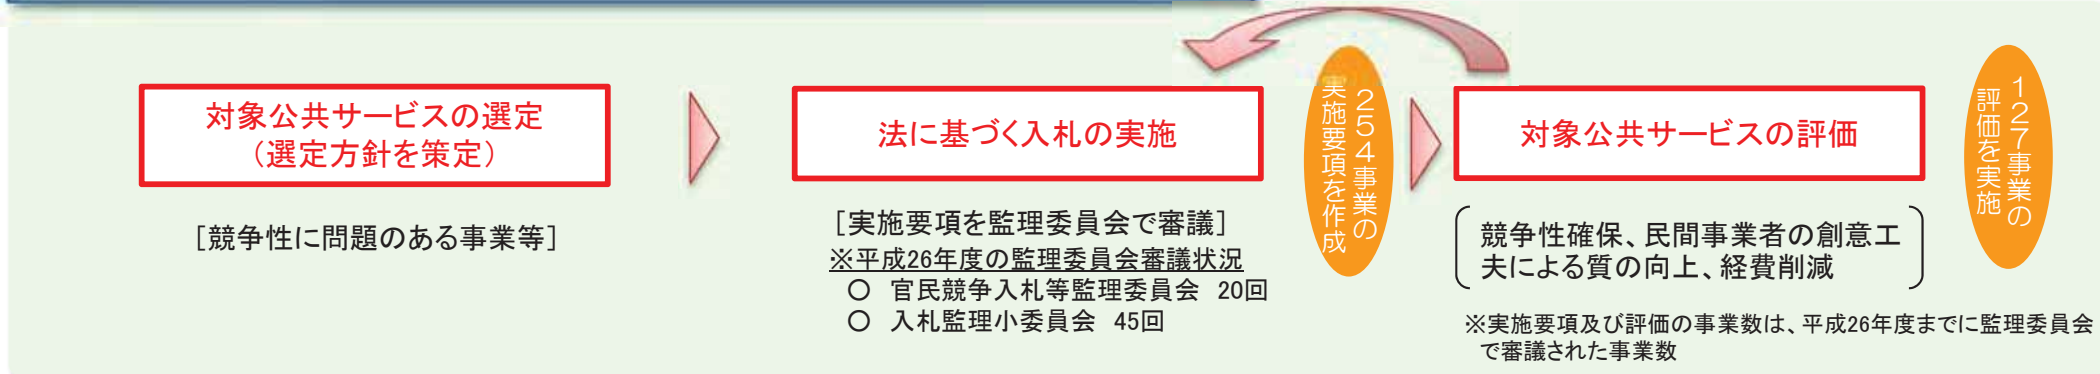 対象公共サービスの選定
（選定方針を策定）
［競争性に問題のある事業等］
法に基づく入札の実施
［実施要項を監理委員会で審議］
※平成26年度の監理委員会審議状況
○ 官民競争入札等監理委員会 20回
○ 入札監理小委員会 45回
２５４事業の
実施要項を作成
対象公共サービスの評価
競争性確保、民間事業者の創意工
夫による質の向上、経費削減
※実施要項及び評価の事業数は、平成26年度までに監理委員会
で審議された事業数
１２７事業の
評価を実施